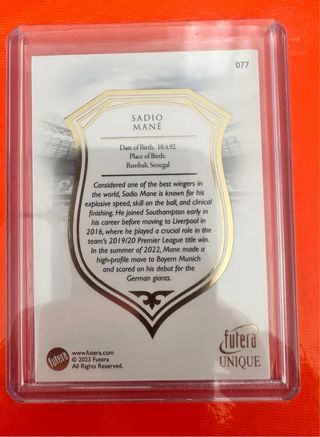 077
SADIO
MANÉ
Date of Birth: 10.4.92
Place of Birth:
Bambali, Senegal
Considered one of the best wingers in
the world, Sadio Mane is known for his
explosive speed, skill on the ball, and clinical
finishing. He joined Southampton early in
his career before moving to Liverpool in
2016, where he played a crucial role in the
team's 2019/20 Premier League title win.
In the summer of 2022, Mane made a
high-profile move to Bayern Munich
and scored on his debut for the
German giants.
futera
www.futera.com
© 2023 Futera
All Rights Reserved.
futera
UNIQUE